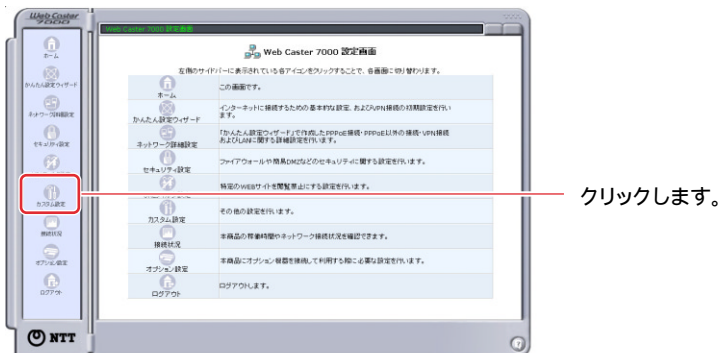 Web Caster
7000
Web Caster 7000 設定画面
Web Caster 7000 設定画面
左側のサイドバーに表示されている各アイコンをクリックすることで、各画面に切り替わります。
ホーム
かんたん設定ウィザード
ネットワーク詳細設定
セキュリティ設定
カスタム設定
接続状況
オプション設定
ログアウト
ホーム
この画面です。
かんたん設定ウィザード
インターネットに接続するための基本的な設定、およびVPN接続の初期設定を行い
ます。
ネットワーク詳細設定
「かんたん設定ウィザード」で作成したPPPoE接続・PPPoE以外の接続・VPN接続
およびLANに関する詳細設定を行います。
セキュリティ設定
ファイアウォールや簡易DMZなどのセキュリティに関する設定を行います。
特定のWEBサイトを閲覧禁止にする設定を行います。
カスタム設定
その他の設定を行います。
接続状況
本商品の稼働時間やネットワーク接続状況を確認できます。
オプション設定
本商品にオプション機器を接続して利用する際に必要な設定を行います。
ログアウト
ログアウトします。
NTT
クリックします。